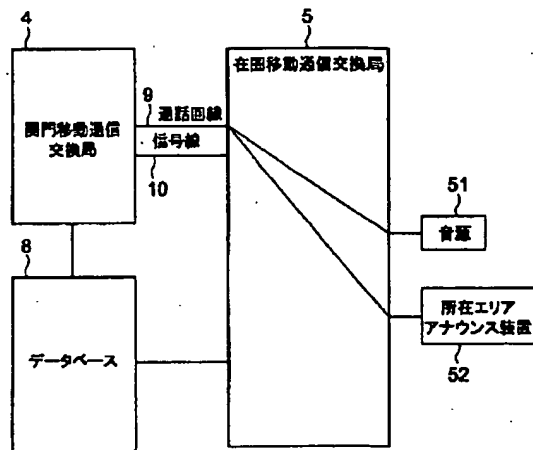 4
関門移動通信
交換局
9
通話回線
信号線
10
5
在圏移動通信交換局
51
音源
所在エリア
アナウンス装置
52
8
データベース